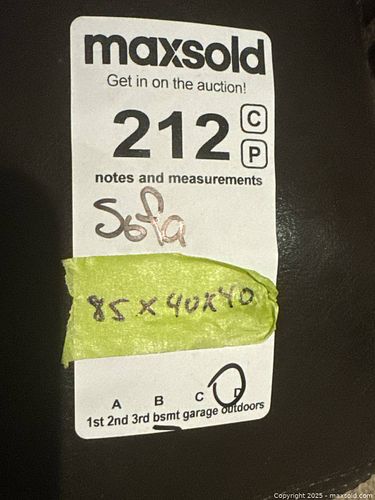 maxsold
Get in on the auction!
212 C
P
notes and measurements
Sofa
85 x 40 x 40
A B C D
1st 2nd 3rd bsmt garage outdoors
Copyright 2025 - maxsold.com